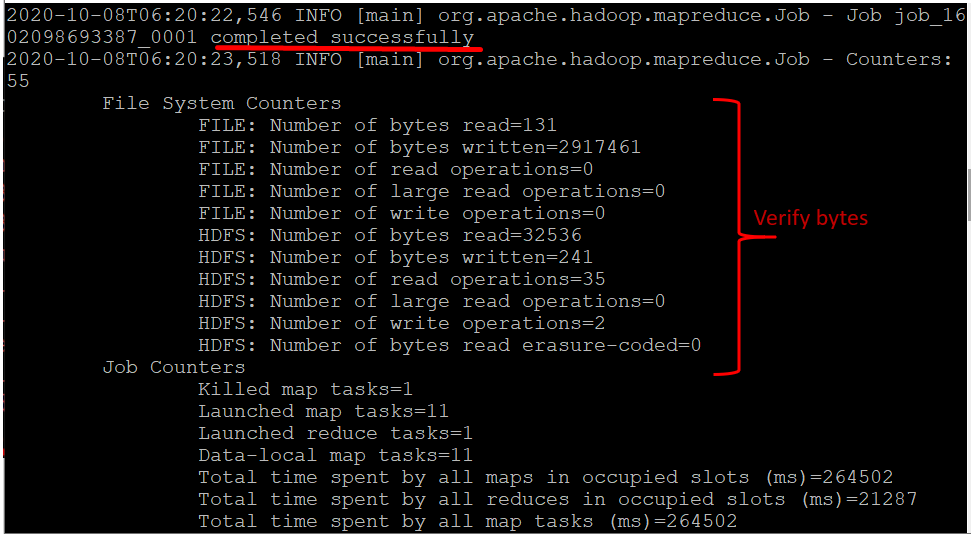 2020-10-08T06:20:22,546 INFO [main] org.apache.hadoop.mapreduce.Job - Job job_16
02098693387_0001 completed successfully
2020-10-08T06:20:23,518 INFO [main] org.apache.hadoop.mapreduce.Job - Counters:
55
File System Counters
FILE: Number of bytes read=131
FILE: Number of bytes written=2917461
FILE: Number of read operations=0
FILE: Number of large read operations=0
FILE: Number of write operations=0
Verify bytes
HDFS: Number of bytes read=32536
HDFS: Number of bytes written=241
HDFS: Number of read operations=35
HDFS: Number of large read operations=0
HDFS: Number of write operations=2
HDFS: Number of bytes read erasure-coded=0
Job Counters
Killed map tasks=1
Launched map tasks=11
Launched reduce tasks=1
Data-local map tasks=11
Total time spent by all maps in occupied slots (ms)=264502
Total time spent by all reduces in occupied slots (ms)=21287
Total time spent by all map tasks (ms)=264502